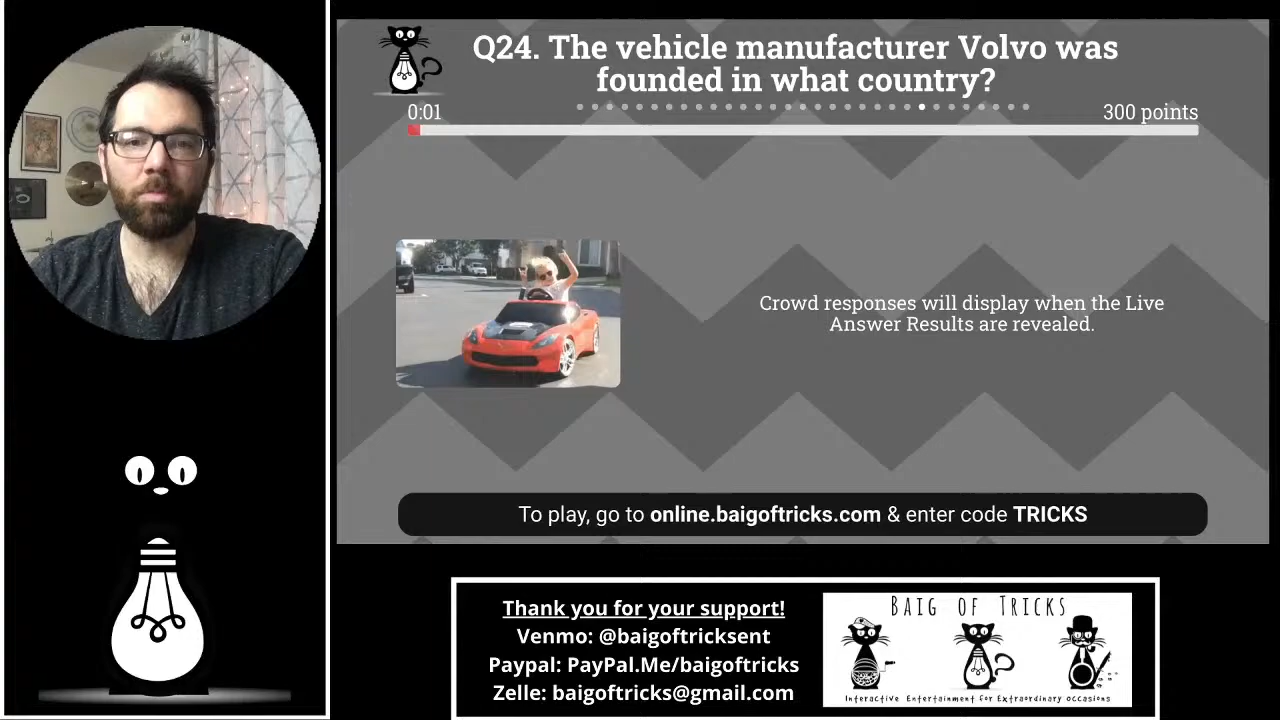 Q24. The vehicle manufacturer Volvo was
founded in what country?
0:01
300 points
Crowd responses will display when the Live
Answer Results are revealed.
To play, go to online.baigoftricks.com & enter code TRICKS
Thank you for your support!
Venmo: @baigoftricksent
Paypal: PayPal.Me/baigoftricks
Zelle: baigoftricks@gmail.com
BAIG OF TRICKS
Interactive Entertainment for Extraordinary Occasions